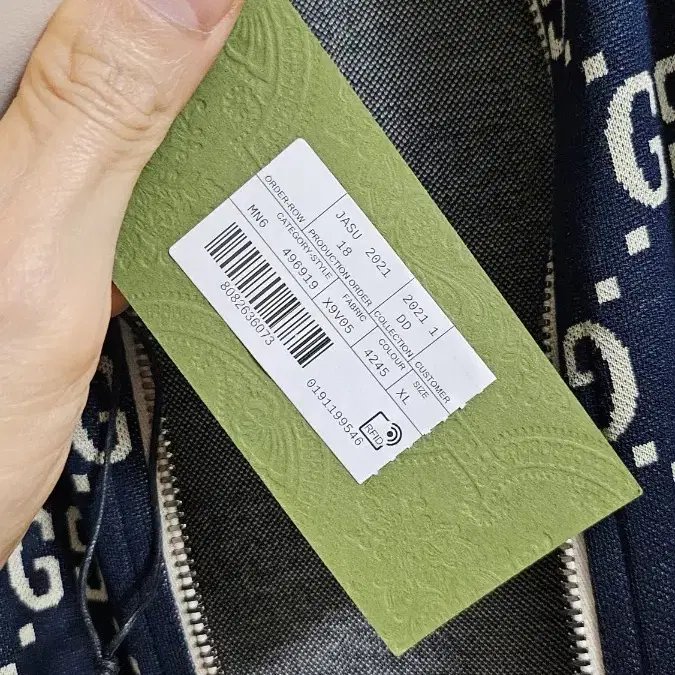 JASU 2021
2021 1
ORDER-ROW
18
DD
PRODUCTION ORDER
COLLECTION
CUSTOMER
MN6
CATEGORY-STYLE
FABRIC
COLOUR
SIZE
496919
X9V05
4245
XL
8082636073
0191199546
RFID